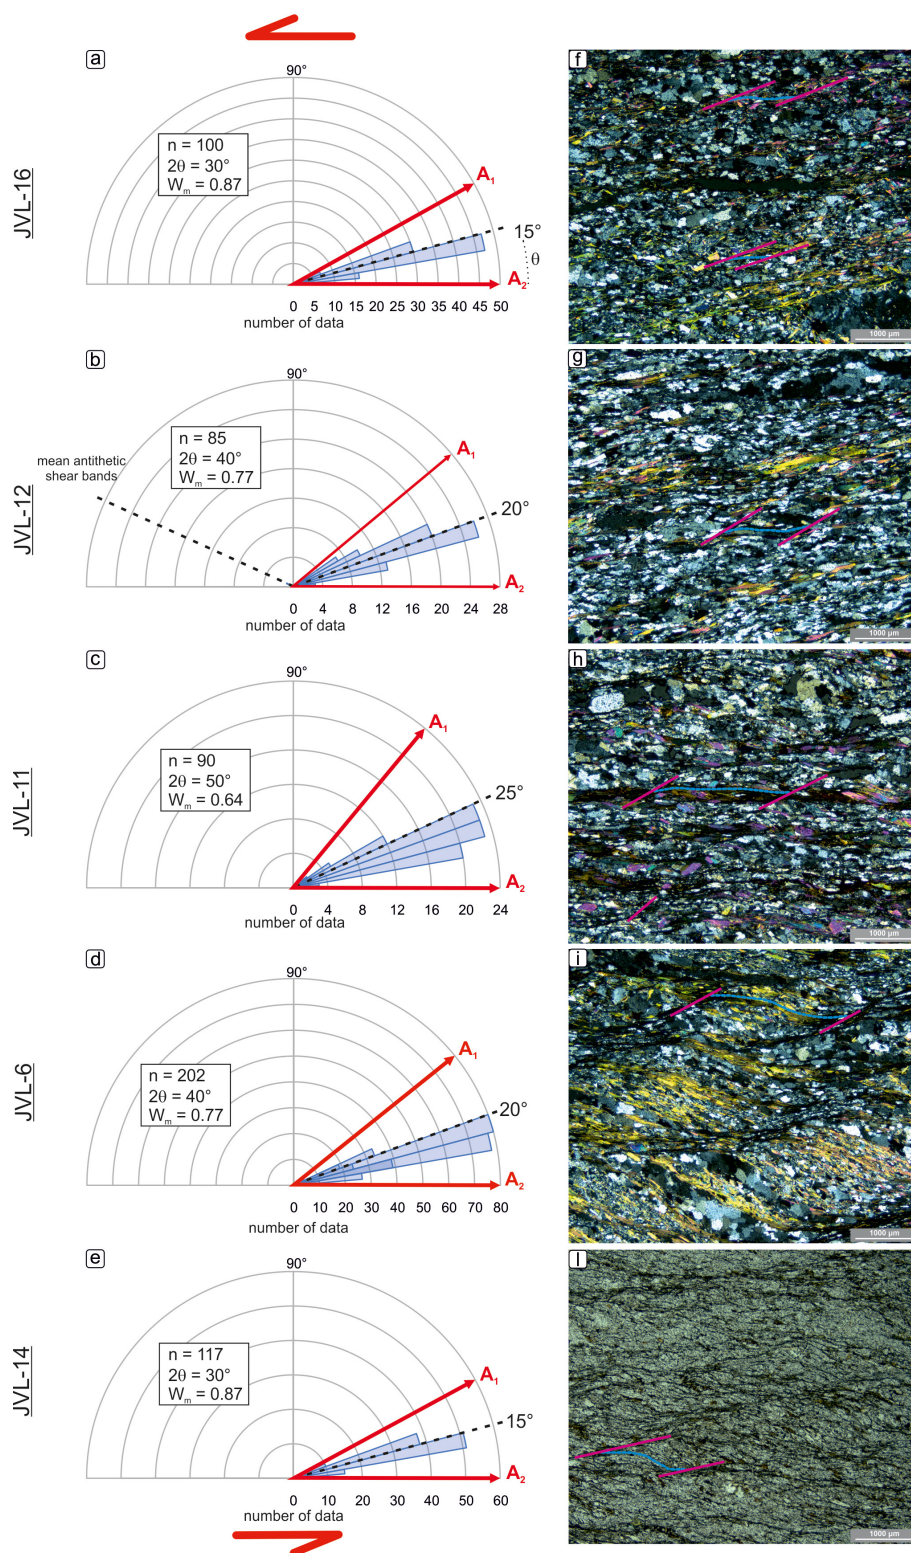 a
JVL-16
90°
n = 100
2θ = 30°
Wm = 0.87
A1
15°
θ
A2
0 5 10 15 20 25 30 35 40 45 50
number of data
f
1000 µm
b
JVL-12
90°
mean antithetic
shear bands
n = 85
2θ = 40°
Wm = 0.77
A1
20°
A2
0 4 8 12 16 20 24 28
number of data
g
1000 µm
c
JVL-11
90°
n = 90
2θ = 50°
Wm = 0.64
A1
25°
A2
0 4 8 12 16 20 24
number of data
h
1000 µm
d
JVL-6
90°
n = 202
2θ = 40°
Wm = 0.77
A1
20°
A2
0 10 20 30 40 50 60 70 80
number of data
i
1000 µm
e
JVL-14
90°
n = 117
2θ = 30°
Wm = 0.87
A1
15°
A2
0 10 20 30 40 50 60
number of data
l
1000 µm